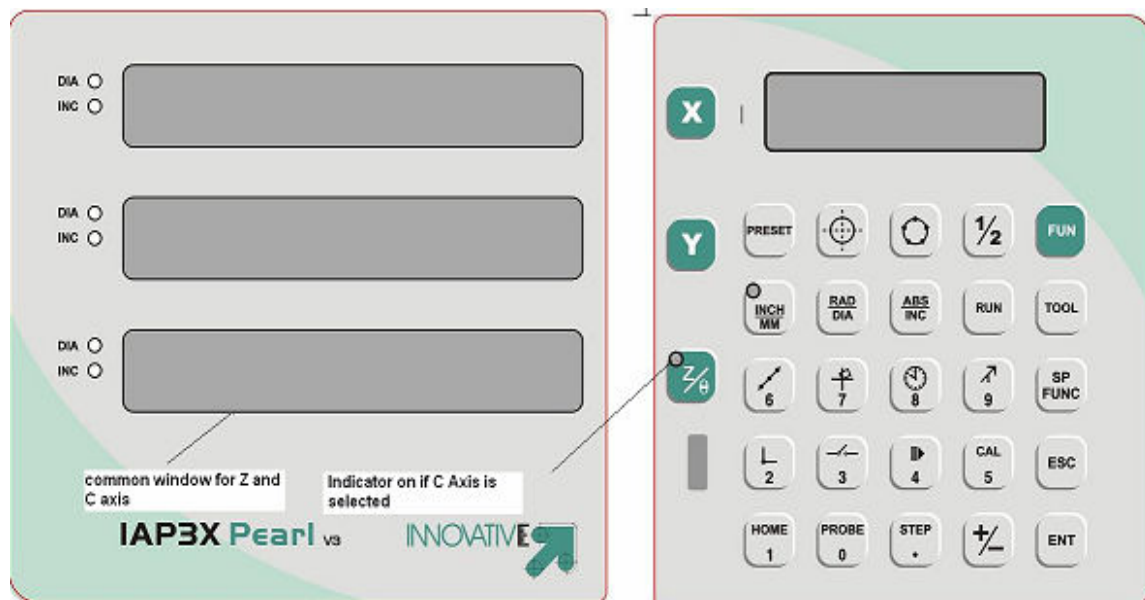 DIA
INC
DIA
INC
DIA
INC
common window for Z and
C axis
Indicator on if C Axis is
selected
IAP3X Pearl V3
INNOVATIVE
X
Y
Z/θ
PRESET
1/2
FUN
INCH
MM
RAD
DIA
ABS
INC
RUN
TOOL
6
7
8
9
SP
FUNC
2
3
4
CAL
5
ESC
HOME
1
PROBE
0
STEP
.
+/-
ENT